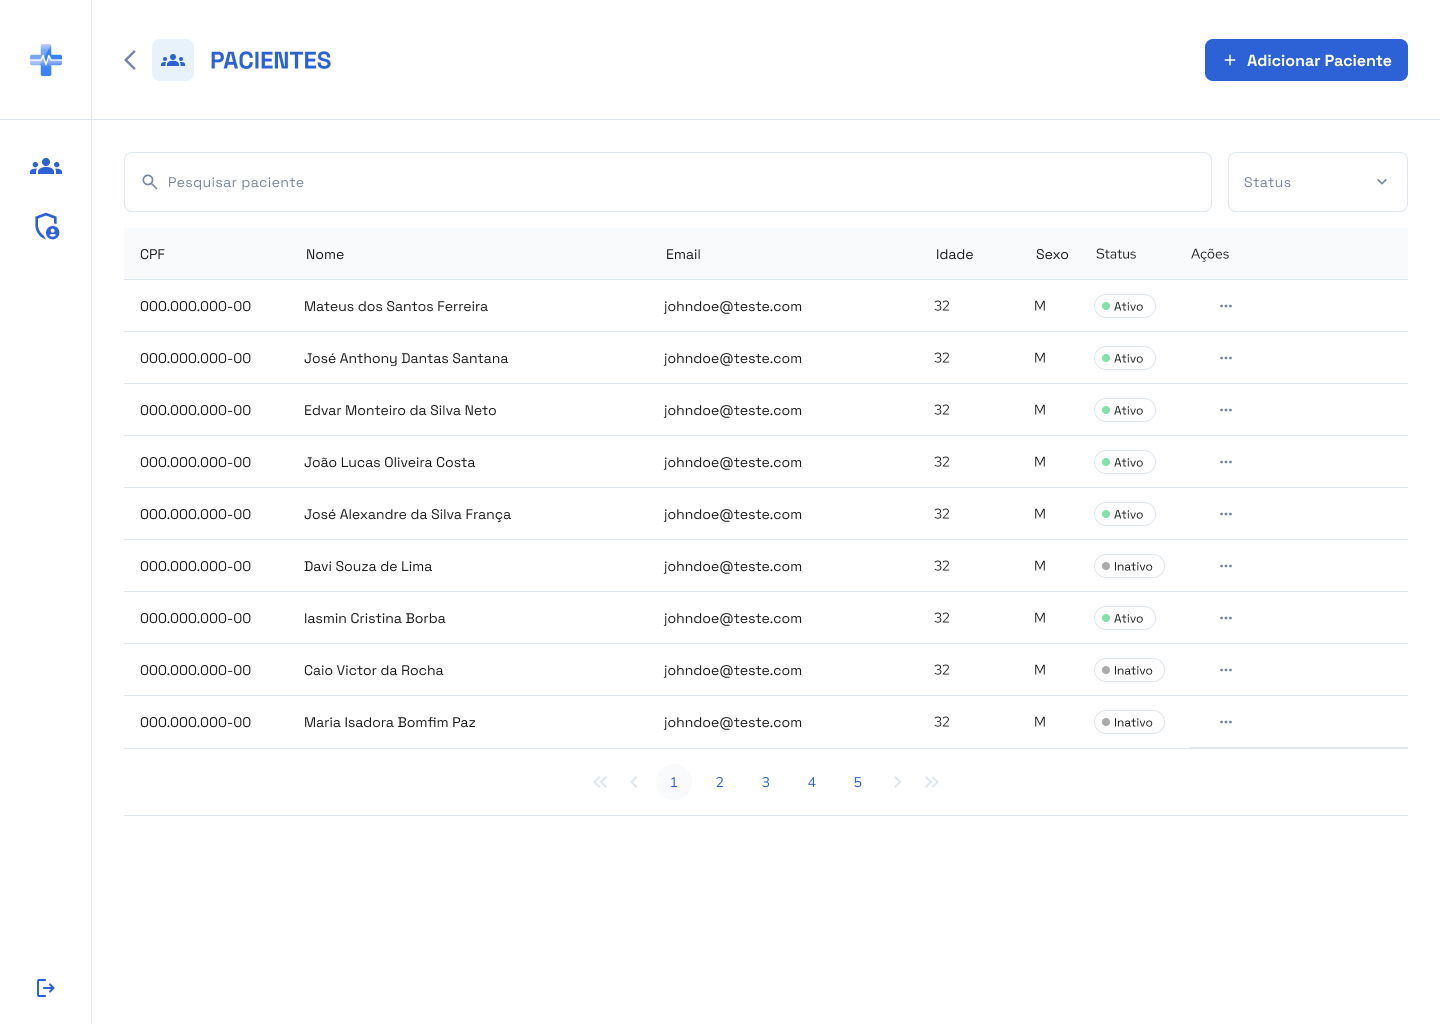 PACIENTES
+ Adicionar Paciente
Pesquisar paciente
Status
CPF Nome Email Idade Sexo Status Ações
000.000.000-00 Mateus dos Santos Ferreira johndoe@teste.com 32 M Ativo ...
000.000.000-00 José Anthony Dantas Santana johndoe@teste.com 32 M Ativo ...
000.000.000-00 Edvar Monteiro da Silva Neto johndoe@teste.com 32 M Ativo ...
000.000.000-00 João Lucas Oliveira Costa johndoe@teste.com 32 M Ativo ...
000.000.000-00 José Alexandre da Silva França johndoe@teste.com 32 M Ativo ...
000.000.000-00 Davi Souza de Lima johndoe@teste.com 32 M Inativo ...
000.000.000-00 Iasmin Cristina Borba johndoe@teste.com 32 M Ativo ...
000.000.000-00 Caio Victor da Rocha johndoe@teste.com 32 M Inativo ...
000.000.000-00 Maria Isadora Bomfim Paz johndoe@teste.com 32 M Inativo ...
1 2 3 4 5